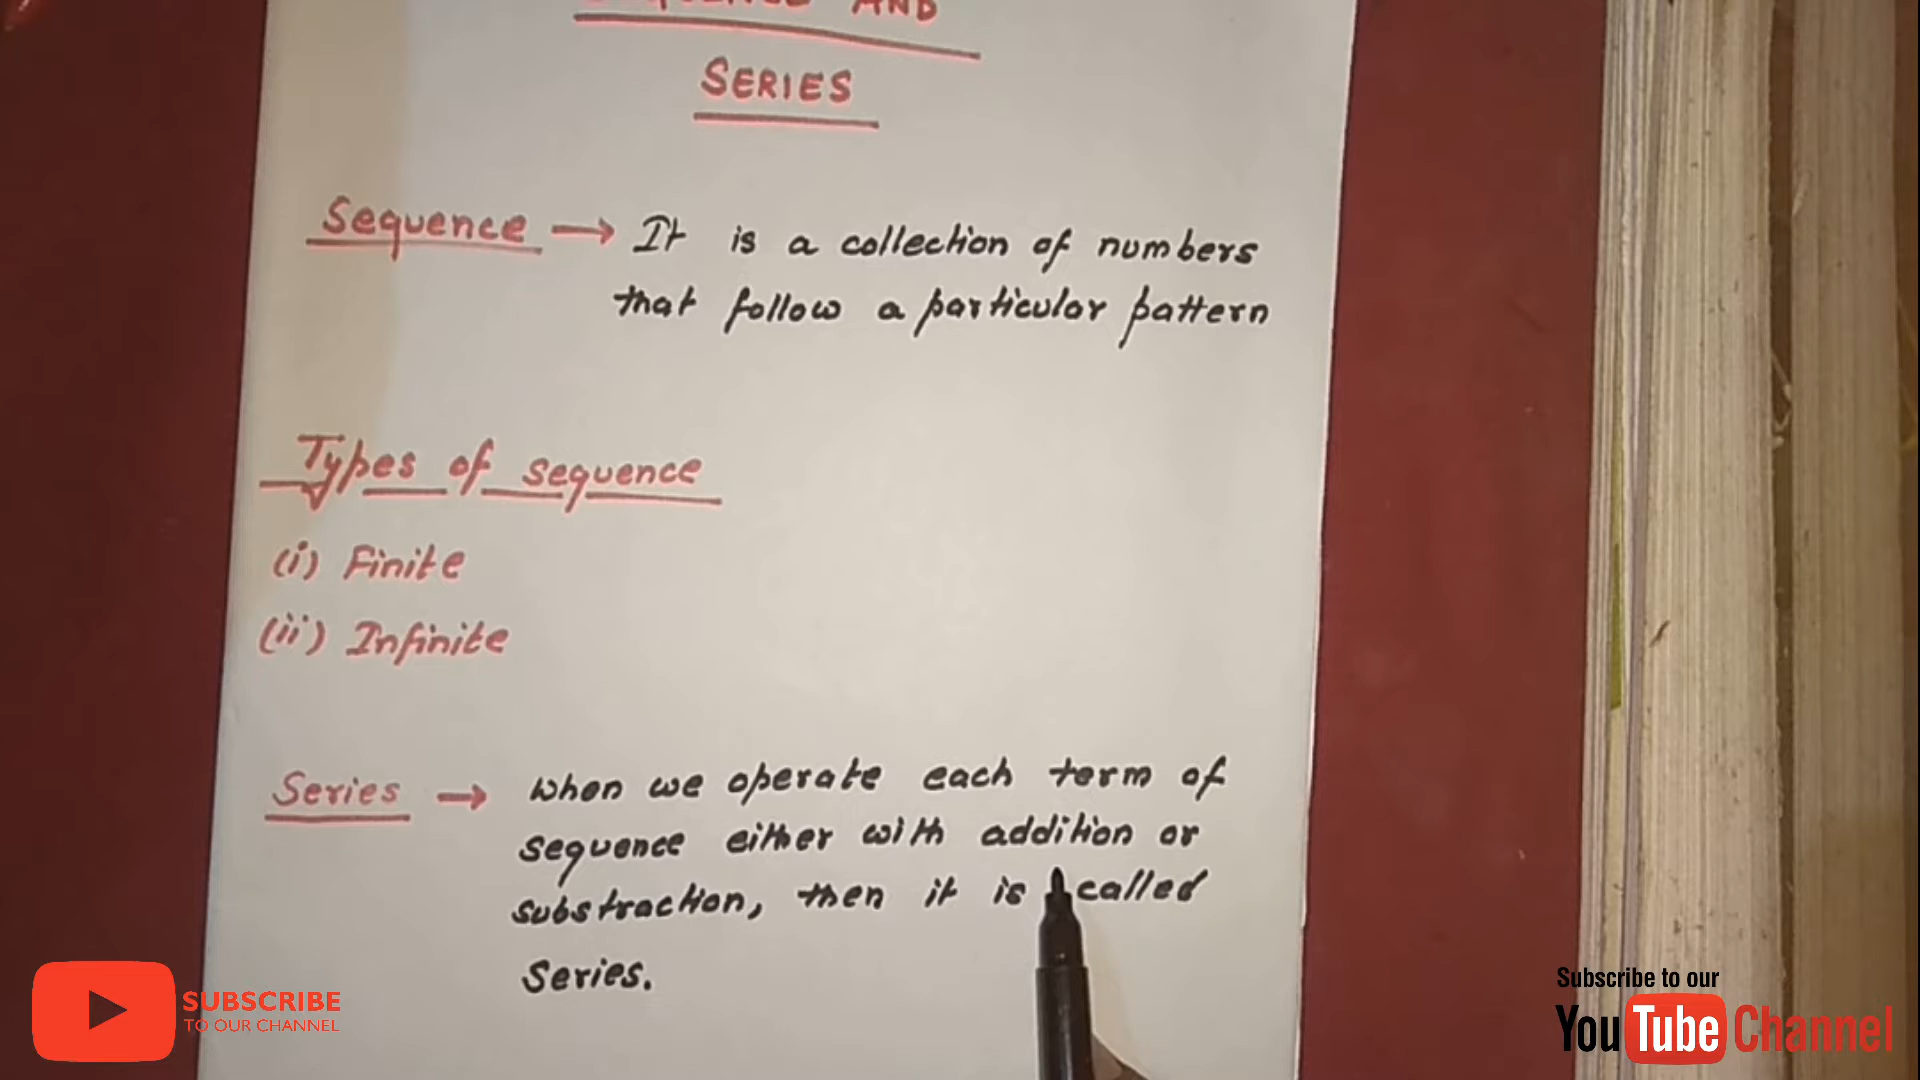 AND
SERIES
Sequence → It is a collection of numbers
that follow a particular pattern
Types of sequence
(i) Finite
(ii) Infinite
Series → when we operate each term of
sequence either with addition or
substraction, then it is called
Series.
SUBSCRIBE
TO OUR CHANNEL
Subscribe to our
YouTube Channel